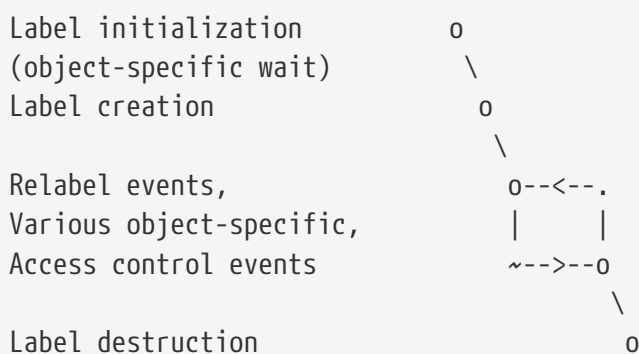 Label initialization          o
(object-specific wait)         \
Label creation                  o
                                 \
Relabel events,                   o--<--.
Various object-specific,          |     |
Access control events             ~-->--o
                                         \
Label destruction                         o